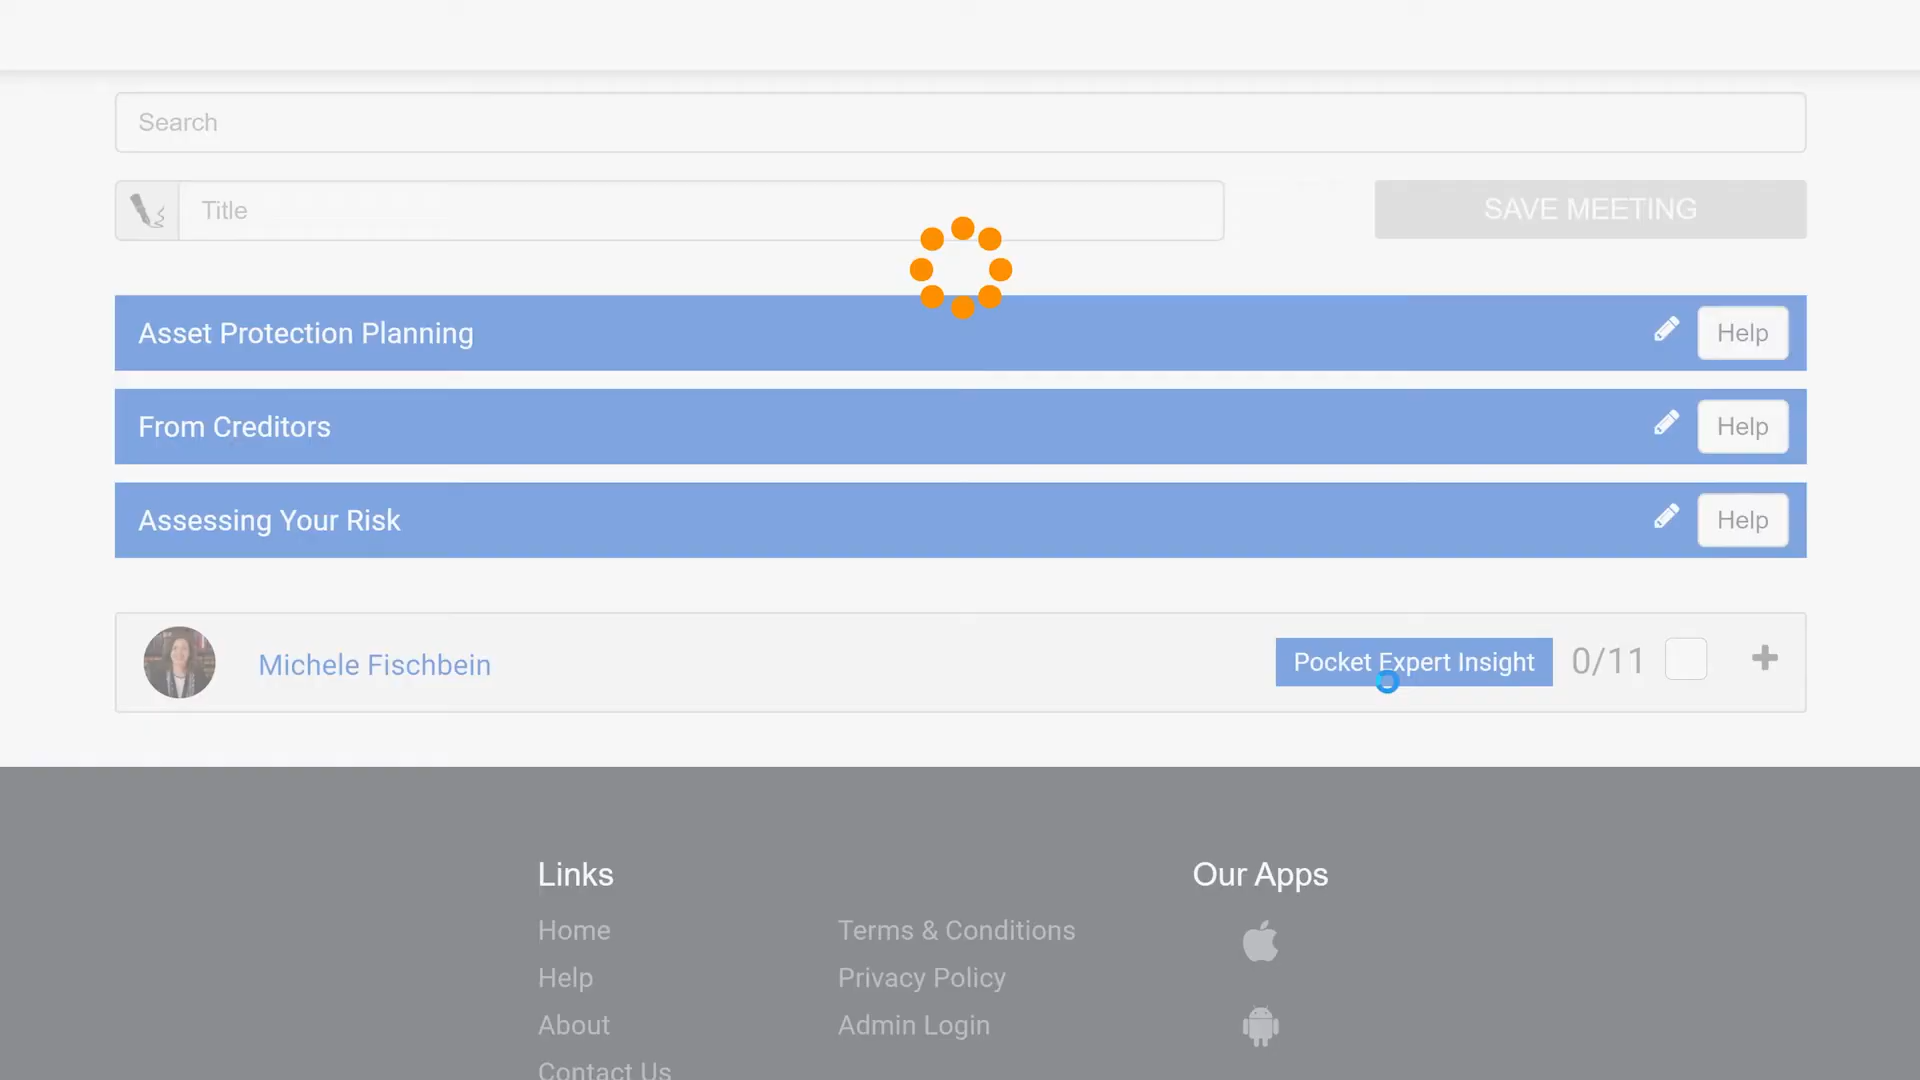 Search
Title
SAVE MEETING
Asset Protection Planning
Help
From Creditors
Help
Assessing Your Risk
Help
Michele Fischbein
Pocket Expert Insight
0/11
Links
Our Apps
Home
Terms & Conditions
Help
Privacy Policy
About
Admin Login
Contact Us